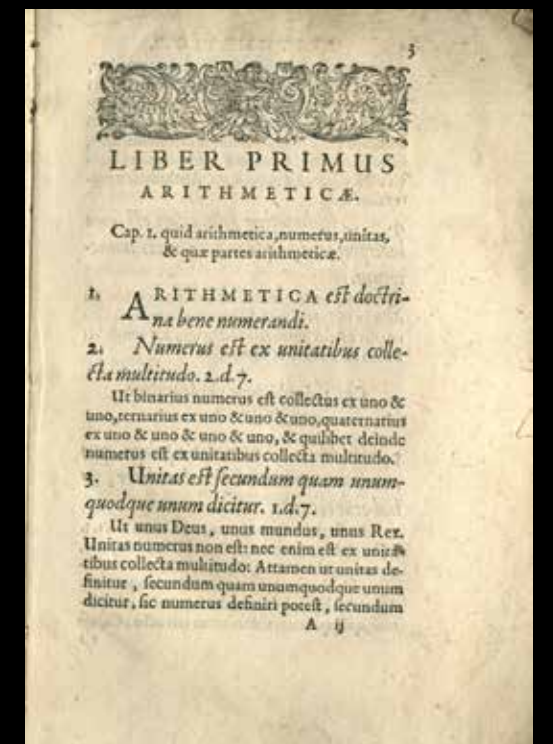 3
LIBER PRIMUS
ARITHMETICÆ.
Cap. 1. quid arithmetica, numerus, unitas,
& quæ partes arithmeticæ.
1. ARITHMETICA est doctri-
na bene numerandi.
2. Numerus est ex unitatibus colle-
cta multitudo. 2.d.7.
Ut binarius numerus est collectus ex uno &
uno, ternarius ex uno & uno & uno, quaternarius
ex uno & uno & uno & uno, & quilibet deinde
numerus est ex unitatibus collecta multitudo.
3. Unitas est secundum quam unum-
quodque unum dicitur. 1.d.7.
Ut unus Deus, unus mundus, unus Rex.
Unitas numerus non est: nec enim est ex unita-
tibus collecta multitudo: Attamen ut unitas de-
finitur, secundum quam unumquodque unum
dicitur, sic numerus definiri potest, secundum
A ij